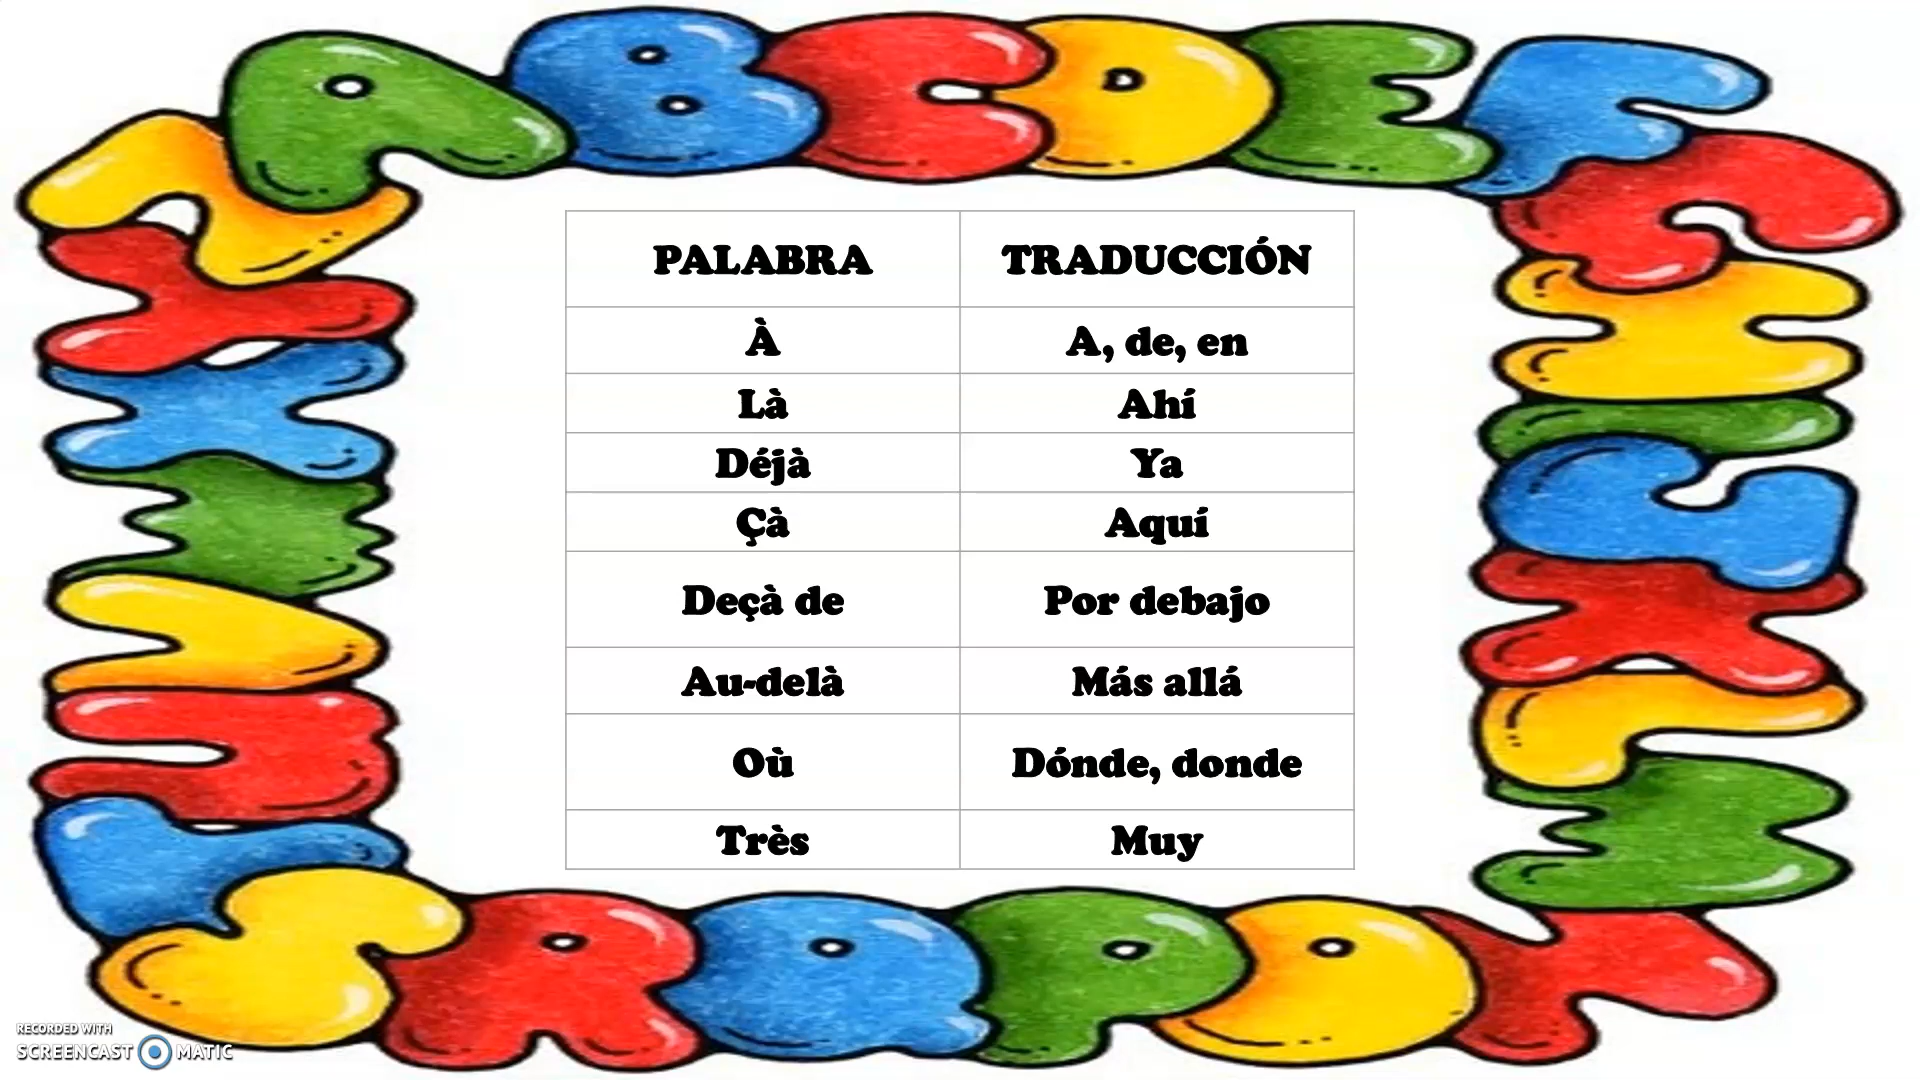 A B C D E F
G
H
I
J
K
L
M
N
O
P
Q
R
S
T
U
V
W
X
Y
Z
PALABRA TRADUCCIÓN
À A, de, en
Là Ahí
Déjà Ya
Çà Aquí
Deçà de Por debajo
Au-delà Más allá
Où Dónde, donde
Très Muy
RECORDED WITH
SCREENCAST MATIC